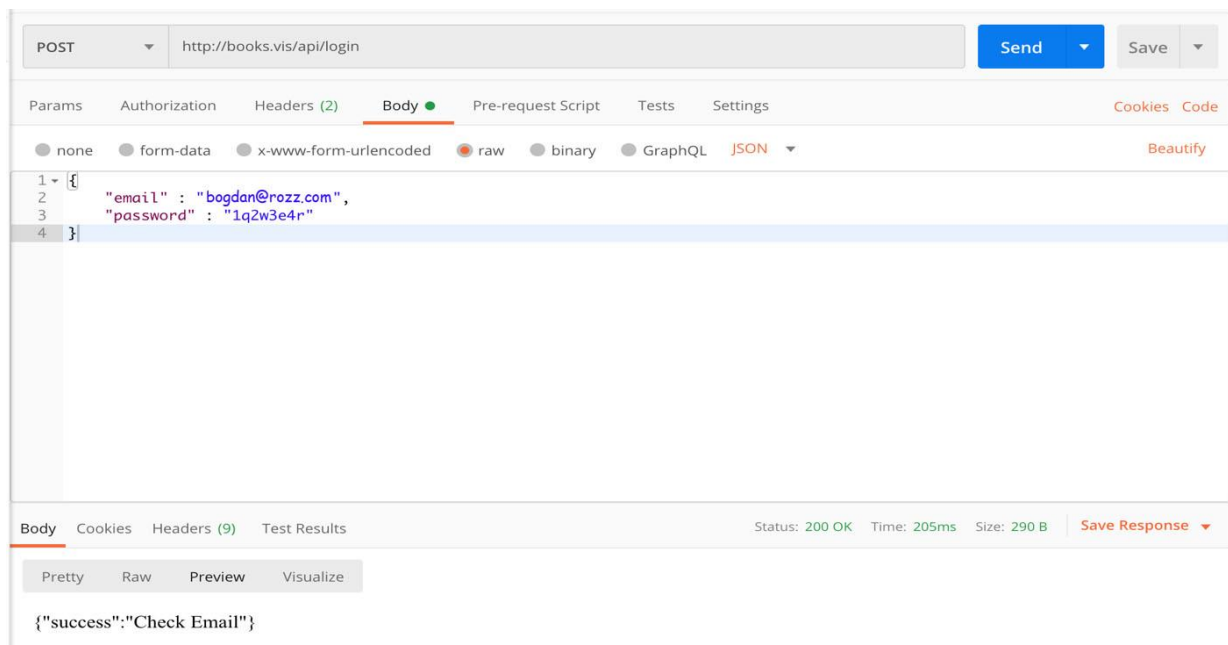 POST http://books.vis/api/login Send Save
Params Authorization Headers (2) Body Pre-request Script Tests Settings Cookies Code
none form-data x-www-form-urlencoded raw binary GraphQL JSON Beautify
1 {
2 "email" : "bogdan@rozz.com",
3 "password" : "1q2w3e4r"
4 }
Body Cookies Headers (9) Test Results Status: 200 OK Time: 205ms Size: 290 B Save Response
Pretty Raw Preview Visualize
{"success":"Check Email"}